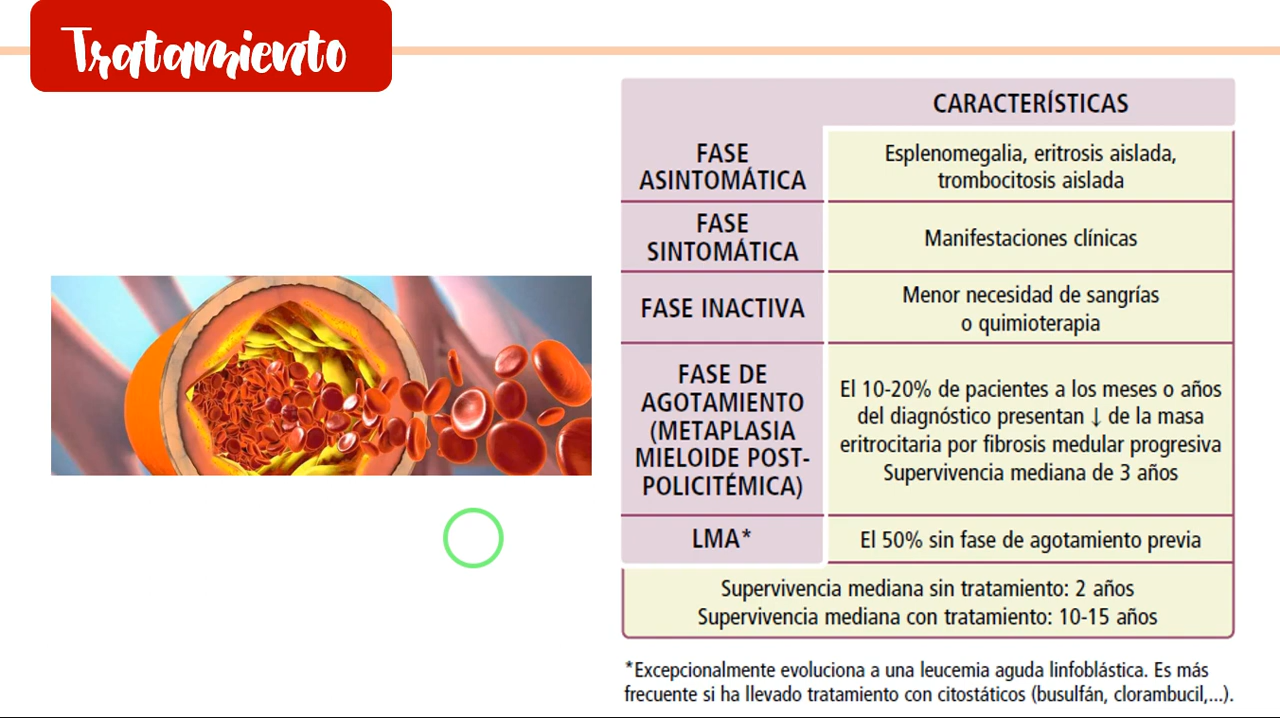 Tratamiento
CARACTERÍSTICAS
FASE
ASINTOMÁTICA
Esplenomegalia, eritrosis aislada,
trombocitosis aislada
FASE
SINTOMÁTICA
Manifestaciones clínicas
FASE INACTIVA
Menor necesidad de sangrías
o quimioterapia
FASE DE
AGOTAMIENTO
(METAPLASIA
MIELOIDE POST-
POLICITÉMICA)
El 10-20% de pacientes a los meses o años
del diagnóstico presentan ↓ de la masa
eritrocitaria por fibrosis medular progresiva
Supervivencia mediana de 3 años
LMA*
El 50% sin fase de agotamiento previa
Supervivencia mediana sin tratamiento: 2 años
Supervivencia mediana con tratamiento: 10-15 años
*Excepcionalmente evoluciona a una leucemia aguda linfoblástica. Es más
frecuente si ha llevado tratamiento con citostáticos (busulfán, clorambucil,...).